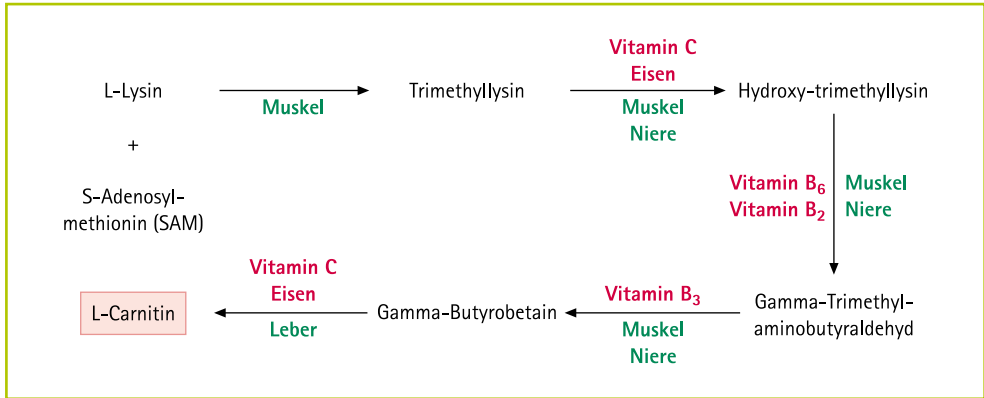 Vitamin C
Eisen
L-Lysin
Muskel
Trimethyllysin
Muskel
Niere
Hydroxy-trimethyllysin
+
S-Adenosyl-
methionin (SAM)
Vitamin B₆
Vitamin B₂
Muskel
Niere
Vitamin C
Eisen
L-Carnitin
Leber
Gamma-Butyrobetain
Vitamin B₃
Muskel
Niere
Gamma-Trimethyl-
aminobutyraldehyd